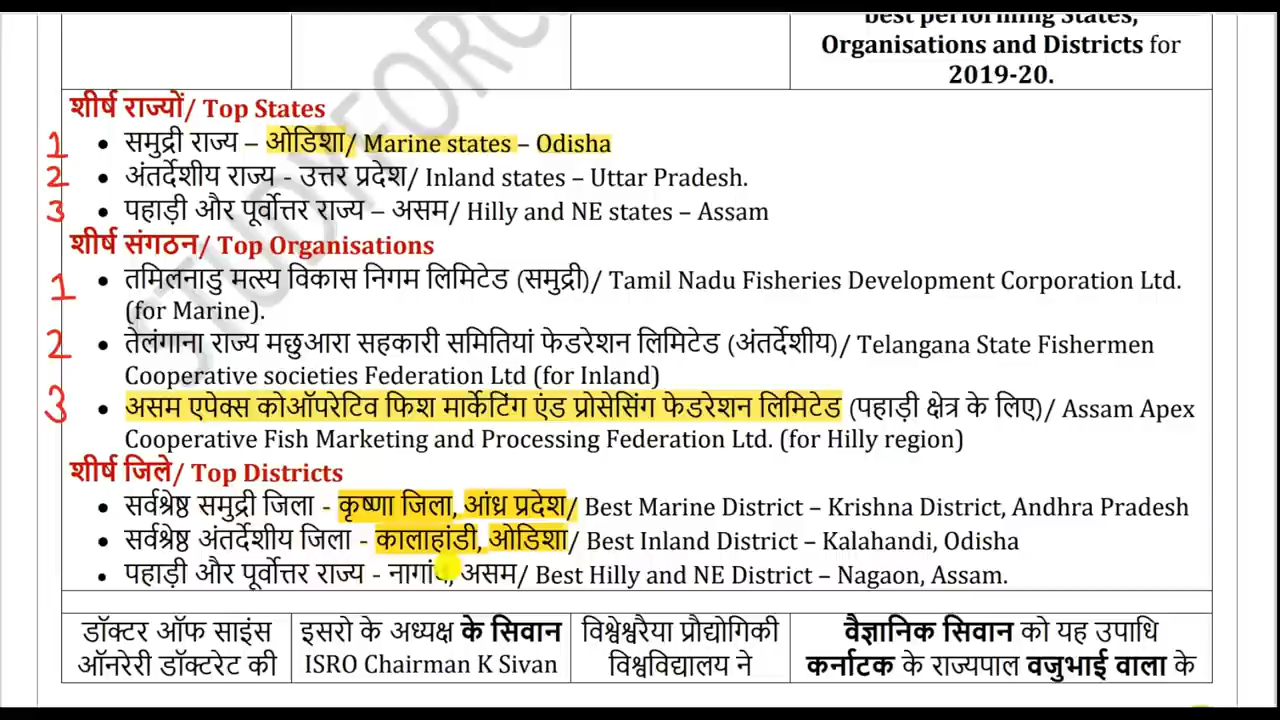 best performing States,
Organisations and Districts for
2019-20.
शीर्ष राज्यों/ Top States
1 • समुद्री राज्य – ओडिशा/ Marine states – Odisha
2 • अंतर्देशीय राज्य - उत्तर प्रदेश/ Inland states – Uttar Pradesh.
3 • पहाड़ी और पूर्वोत्तर राज्य – असम/ Hilly and NE states – Assam
शीर्ष संगठन/ Top Organisations
1 • तमिलनाडु मत्स्य विकास निगम लिमिटेड (समुद्री)/ Tamil Nadu Fisheries Development Corporation Ltd.
(for Marine).
2 • तेलंगाना राज्य मछुआरा सहकारी समितियां फेडरेशन लिमिटेड (अंतर्देशीय)/ Telangana State Fishermen
Cooperative societies Federation Ltd (for Inland)
3 • असम एपेक्स कोऑपरेटिव फिश मार्केटिंग एंड प्रोसेसिंग फेडरेशन लिमिटेड (पहाड़ी क्षेत्र के लिए)/ Assam Apex
Cooperative Fish Marketing and Processing Federation Ltd. (for Hilly region)
शीर्ष जिले/ Top Districts
• सर्वश्रेष्ठ समुद्री जिला - कृष्णा जिला, आंध्र प्रदेश/ Best Marine District – Krishna District, Andhra Pradesh
• सर्वश्रेष्ठ अंतर्देशीय जिला - कालाहांडी, ओडिशा/ Best Inland District – Kalahandi, Odisha
• पहाड़ी और पूर्वोत्तर राज्य - नागांव, असम/ Best Hilly and NE District – Nagaon, Assam.
डॉक्टर ऑफ साइंस
ऑनरेरी डॉक्टरेट की
इसरो के अध्यक्ष के सिवान
ISRO Chairman K Sivan
विश्वेश्वरैया प्रौद्योगिकी
विश्वविद्यालय ने
वैज्ञानिक सिवान को यह उपाधि
कर्नाटक के राज्यपाल वजुभाई वाला के
STUDYFORC